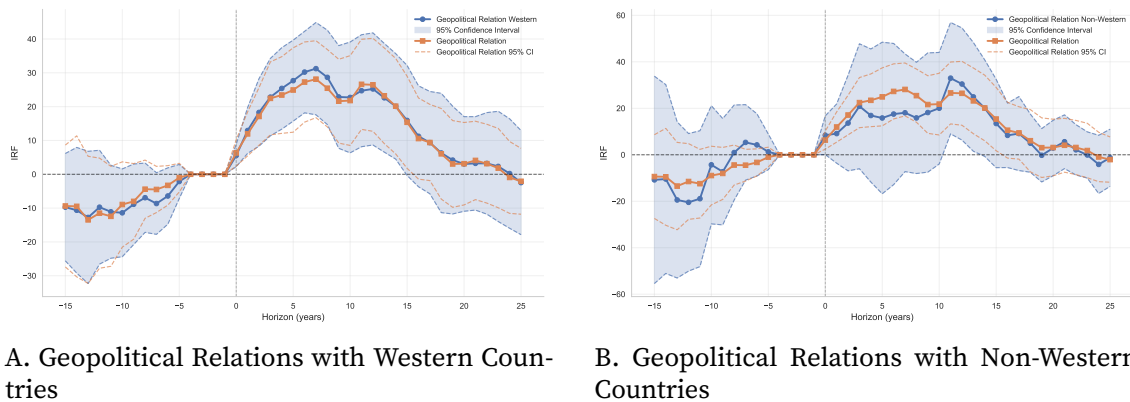 Geopolitical Relation Western
95% Confidence Interval
Geopolitical Relation
Geopolitical Relation 95% CI
40
30
20
10
0
−10
−20
−30
IRF
−15 −10 −5 0 5 10 15 20 25
Horizon (years)
A. Geopolitical Relations with Western Coun-
tries
Geopolitical Relation Non-Western
95% Confidence Interval
Geopolitical Relation
Geopolitical Relation 95% CI
60
40
20
0
−20
−40
−60
IRF
−15 −10 −5 0 5 10 15 20 25
Horizon (years)
B. Geopolitical Relations with Non-Western
Countries